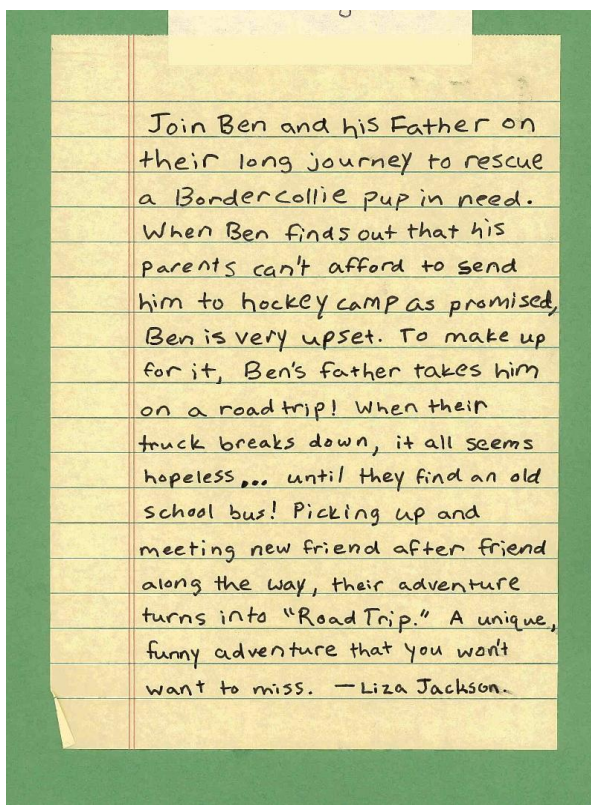 Join Ben and his Father on
their long journey to rescue
a Bordercollie pup in need.
When Ben finds out that his
parents can't afford to send
him to hockey camp as promised,
Ben is very upset. To make up
for it, Ben's father takes him
on a road trip! When their
truck breaks down, it all seems
hopeless... until they find an old
school bus! Picking up and
meeting new friend after friend
along the way, their adventure
turns into "Road Trip." A unique,
funny adventure that you won't
want to miss. —Liza Jackson.